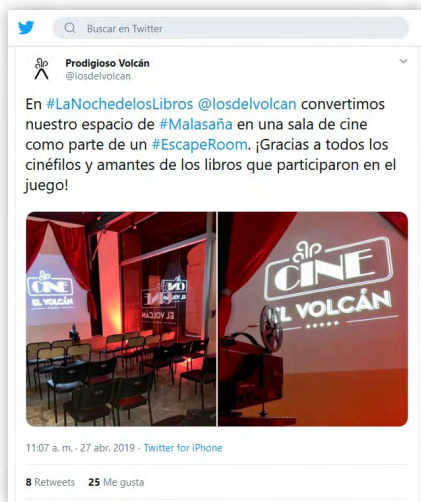 Buscar en Twitter
Prodigioso Volcán
@losdelvolcan
En #LaNochedelosLibros @losdelvolcan convertimos
nuestro espacio de #Malasaña en una sala de cine
como parte de un #EscapeRoom. ¡Gracias a todos los
cinéfilos y amantes de los libros que participaron en el
juego!
CINE
EL VOLCÁN
CINE
EL VOLCÁN
CINE
EL VOLCÁN
11:07 a. m. · 27 abr. 2019 · Twitter for iPhone
8 Retweets 25 Me gusta